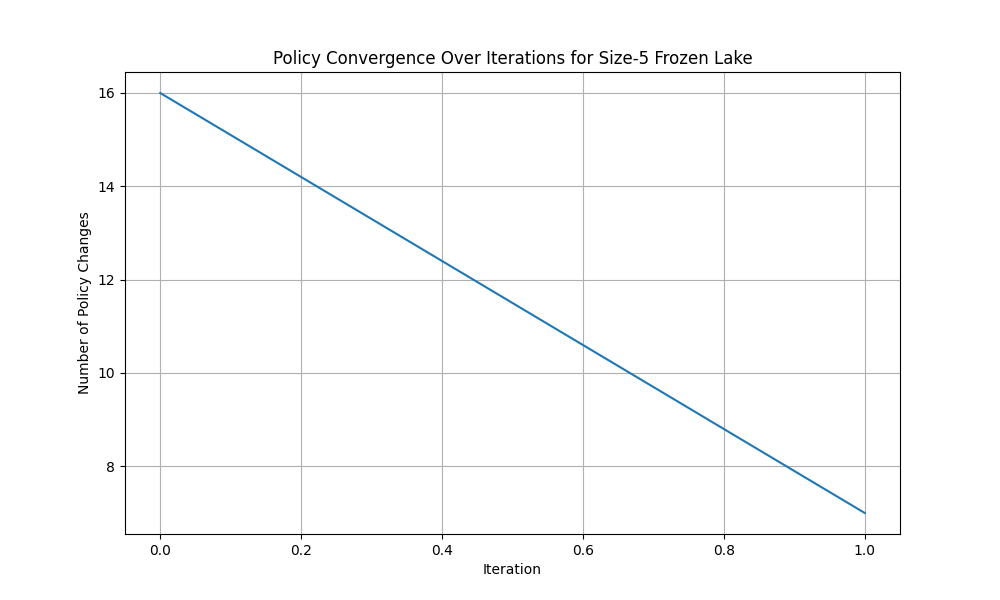 Policy Convergence Over Iterations for Size-5 Frozen Lake
16
14
12
10
8
Number of Policy Changes
0.0 0.2 0.4 0.6 0.8 1.0
Iteration